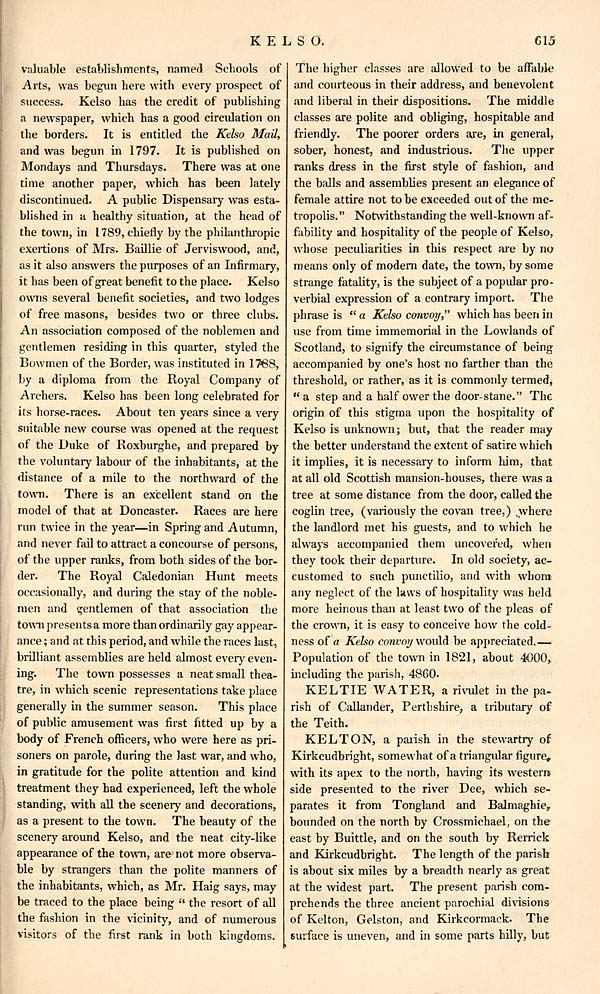 KELSO.
615
valuable establishments, named Schools of
Arts, was begun here with every prospect of
success. Kelso has the credit of publishing
a newspaper, which has a good circulation on
the borders. It is entitled the Kelso Mail,
and was begun in 1797. It is published on
Mondays and Thursdays. There was at one
time another paper, which has been lately
discontinued. A public Dispensary was esta-
blished in a healthy situation, at the head of
the town, in 1789, chiefly by the philanthropic
exertions of Mrs. Baillie of Jerviswood, and,
as it also answers the purposes of an Infirmary,
it has been of great benefit to the place. Kelso
owns several benefit societies, and two lodges
of free masons, besides two or three clubs.
An association composed of the noblemen and
gentlemen residing in this quarter, styled the
Bowmen of the Border, was instituted in 1788,
by a diploma from the Royal Company of
Archers. Kelso has been long celebrated for
its horse-races. About ten years since a very
suitable new course was opened at the request
of the Duke of Roxburghe, and prepared by
the voluntary labour of the inhabitants, at the
distance of a mile to the northward of the
town. There is an excellent stand on the
model of that at Doncaster. Races are here
run twice in the year—in Spring and Autumn,
and never fail to attract a concourse of persons,
of the upper ranks, from both sides of the bor-
der. The Royal Caledonian Hunt meets
occasionally, and during the stay of the noble-
men and gentlemen of that association the
town presents a more than ordinarily gay appear-
ance; and at this period, and while the races last,
brilliant assemblies are held almost every even-
ing. The town possesses a neat small thea-
tre, in which scenic representations take place
generally in the summer season. This place
of public amusement was first fitted up by a
body of French officers, who were here as pri-
soners on parole, during the last war, and who,
in gratitude for the polite attention and kind
treatment they had experienced, left the whole
standing, with all the scenery and decorations,
as a present to the town. The beauty of the
scenery around Kelso, and the neat city-like
appearance of the town, are not more observa-
ble by strangers than the polite manners of
the inhabitants, which, as Mr. Haig says, may
be traced to the place being " the resort of all
the fashion in the vicinity, and of numerous
visitors of the first rank in both kingdoms.
The higher classes are allowed to be affable
and courteous in their address, and benevolent
and liberal in their dispositions. The middle
classes are polite and obliging, hospitable and
friendly. The poorer orders are, in general,
sober, honest, and industrious. The upper
ranks dress in the first style of fashion, and
the balls and assemblies present an elegance of
female attire not to be exceeded out of the me-
tropolis." Notwithstanding the well-known af-
fability and hospitality of the people of Kelso,
whose peculiarities in this respect are by no
means only of modern date, the town, by some
strange fatality, is the subject of a popular pro-
verbial expression of a contrary import. The
phrase is " a Kelso convoy," which has been in
use from time immemorial in the Lowlands of
Scotland, to signify the circumstance of being
accompanied by one's host no farther than the
threshold, or rather, as it is commonly termed,
" a step and a half ower the door-stane." The
origin of this stigma upon the hospitality of
Kelso is unknown; but, that the reader may
the better understand the extent of satire which
it implies, it is necessary to inform him, that
at all old Scottish mansion-houses, there was a
tree at some distance from the door, called the
coglin tree, (variously the covan tree,) where
the landlord met his guests, and to which he
always accompanied them uncovered, when
they took their departure. In old society, ac-
customed to such punctilio, and with whom
any neglect of the laws of hospitality was held
more heinous than at least two of the pleas of
the crown, it is easy to conceive how the cold-
ness of a Kelso convoy would be appreciated.—
Population of the town in 1821, about 4000,
including the parish, 4860.
KELTIE WATER, a rivulet in the pa-
rish of Callander, Perthshire, a tributary of
the Teith.
KELTON, a parish in the stewartry of
Kirkcudbright, somewhat of a triangular figure,
with its apex to the north, having its western
side presented to the river Dee, which se-
parates it from Tongland and Balmaghie,
bounded on the north by Crossmichael, on the
east by Buittle, and on the south by Rerrick
and Kirkcudbright. The length of the parish
is about six miles by a breadth nearly as great
at the widest part. The present parish com-
prehends the three ancient parochial divisions
of Kelton, Gelston, and Kirkcormack. The
surface is uneven, and in some parts hilly, but